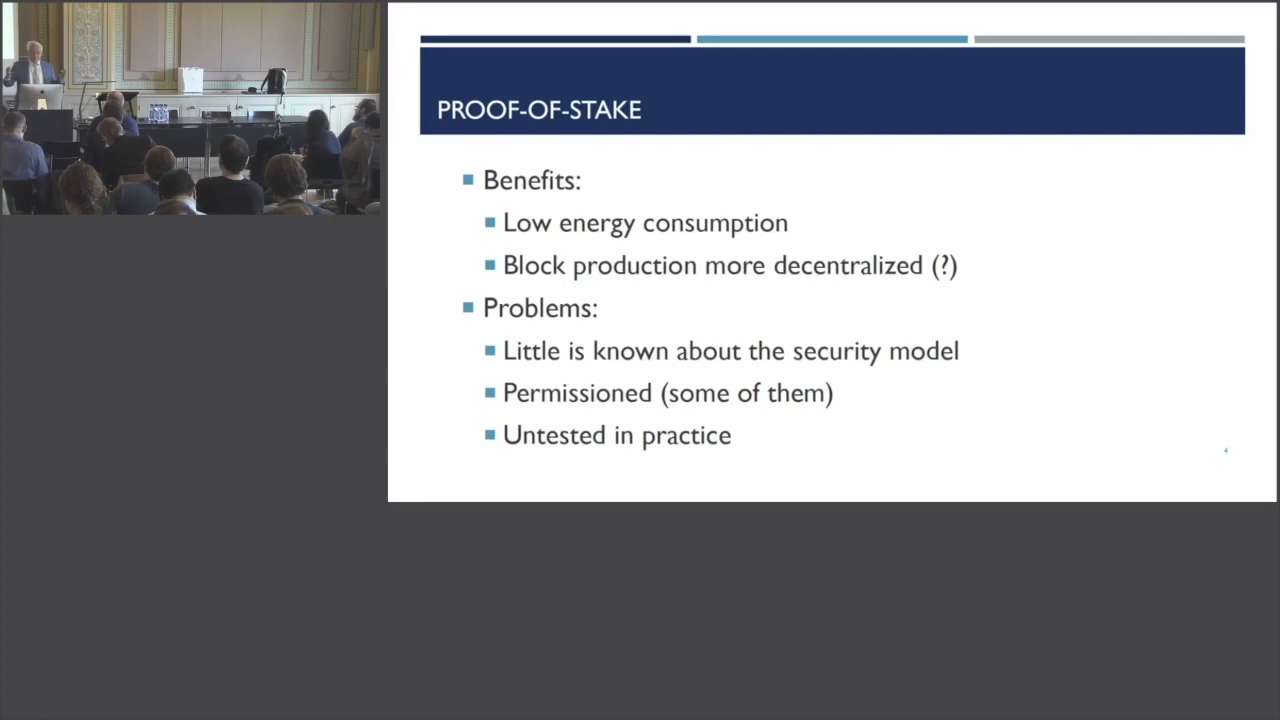 PROOF-OF-STAKE
Benefits:
Low energy consumption
Block production more decentralized (?)
Problems:
Little is known about the security model
Permissioned (some of them)
Untested in practice
4